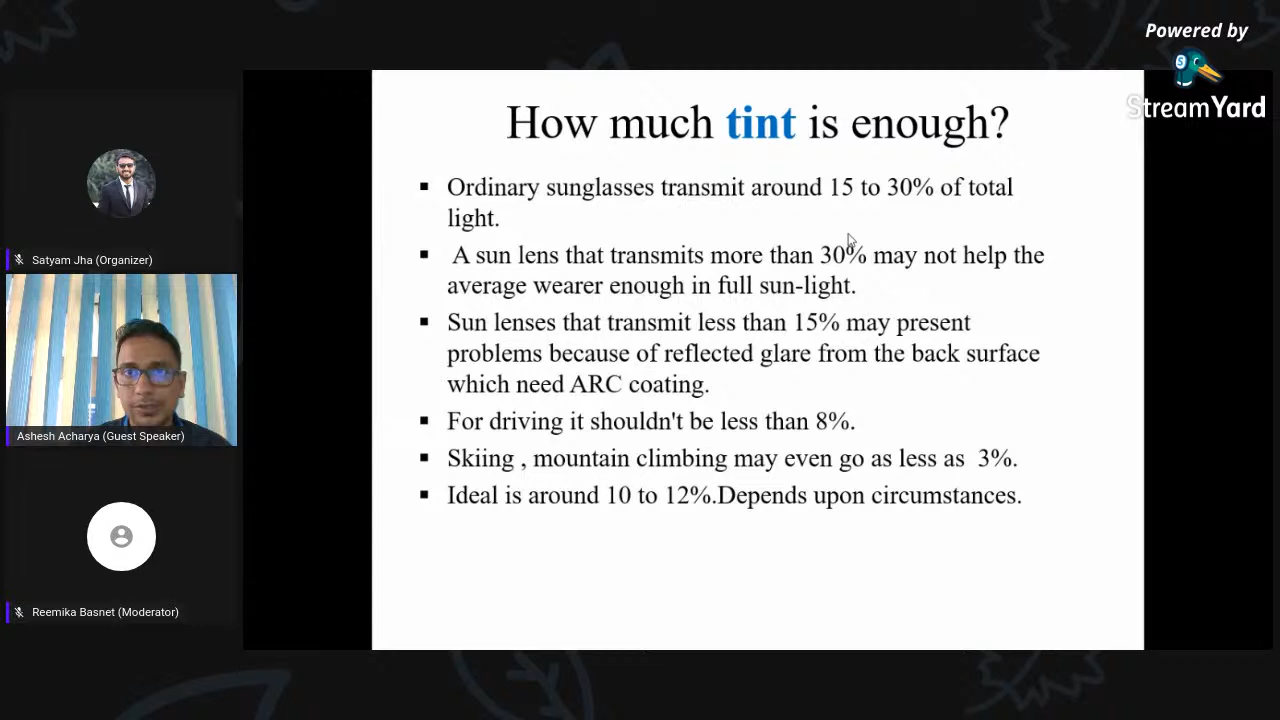 Powered by
StreamYard
How much tint is enough?
▪ Ordinary sunglasses transmit around 15 to 30% of total
light.
▪ A sun lens that transmits more than 30% may not help the
average wearer enough in full sun-light.
▪ Sun lenses that transmit less than 15% may present
problems because of reflected glare from the back surface
which need ARC coating.
▪ For driving it shouldn't be less than 8%.
▪ Skiing , mountain climbing may even go as less as 3%.
▪ Ideal is around 10 to 12%.Depends upon circumstances.
Satyam Jha (Organizer)
Ashesh Acharya (Guest Speaker)
Reemika Basnet (Moderator)